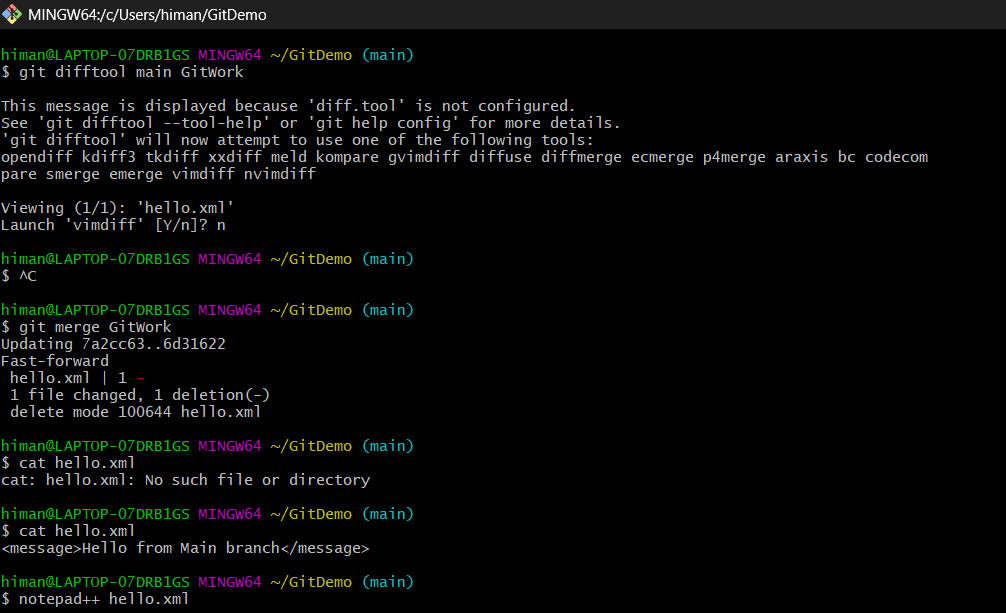 MINGW64:/c/Users/himan/GitDemo
himan@LAPTOP-07DRB1GS MINGW64 ~/GitDemo (main)
$ git difftool main GitWork
This message is displayed because 'diff.tool' is not configured.
See 'git difftool --tool-help' or 'git help config' for more details.
'git difftool' will now attempt to use one of the following tools:
opendiff kdiff3 tkdiff xxdiff meld kompare gvimdiff diffuse diffmerge ecmerge p4merge araxis bc codecom
pare smerge emerge vimdiff nvimdiff
Viewing (1/1): 'hello.xml'
Launch 'vimdiff' [Y/n]? n
himan@LAPTOP-07DRB1GS MINGW64 ~/GitDemo (main)
$ ^C
himan@LAPTOP-07DRB1GS MINGW64 ~/GitDemo (main)
$ git merge GitWork
Updating 7a2cc63..6d31622
Fast-forward
 hello.xml | 1 -
 1 file changed, 1 deletion(-)
 delete mode 100644 hello.xml
himan@LAPTOP-07DRB1GS MINGW64 ~/GitDemo (main)
$ cat hello.xml
cat: hello.xml: No such file or directory
himan@LAPTOP-07DRB1GS MINGW64 ~/GitDemo (main)
$ cat hello.xml
<message>Hello from Main branch</message>
himan@LAPTOP-07DRB1GS MINGW64 ~/GitDemo (main)
$ notepad++ hello.xml